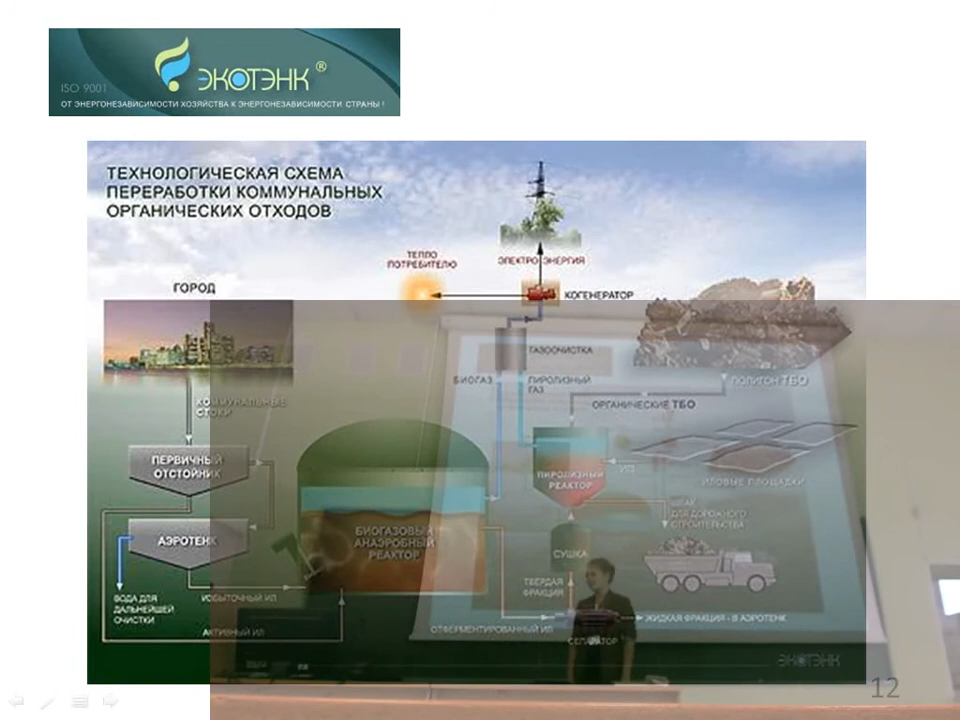 ЭКОТЭНК®
ISO 9001
ОТ ЭНЕРГОНЕЗАВИСИМОСТИ ХОЗЯЙСТВА К ЭНЕРГОНЕЗАВИСИМОСТИ СТРАНЫ !
ТЕХНОЛОГИЧЕСКАЯ СХЕМА
ПЕРЕРАБОТКИ КОММУНАЛЬНЫХ
ОРГАНИЧЕСКИХ ОТХОДОВ
ТЕПЛО
ПОТРЕБИТЕЛЮ
ЭЛЕКТРОЭНЕРГИЯ
ГОРОД
КОГЕНЕРАТОР
ГАЗООЧИСТКА
БИОГАЗ
ПИРОЛИЗНЫЙ
ГАЗ
ПОЛИГОН ТБО
ОРГАНИЧЕСКИЕ ТБО
КОММУНАЛЬНЫЕ
СТОКИ
ПЕРВИЧНЫЙ
ОТСТОЙНИК
ПИРОЛИЗНЫЙ
РЕАКТОР
ИЛ
ИЛОВЫЕ ПЛОЩАДКИ
ШЛАК
ДЛЯ ДОРОЖНОГО
СТРОИТЕЛЬСТВА
АЭРОТЕНК
БИОГАЗОВЫЙ
АНАЭРОБНЫЙ
РЕАКТОР
СУШКА
ТВЕРДАЯ
ФРАКЦИЯ
ВОДА ДЛЯ
ДАЛЬНЕЙШЕЙ
ОЧИСТКИ
ИЗБЫТОЧНЫЙ ИЛ
АКТИВНЫЙ ИЛ
ОТФЕРМЕНТИРОВАННЫЙ ИЛ
СЕПАРАТОР
ЖИДКАЯ ФРАКЦИЯ - В АЭРОТЕНК
ЭКОТЭНК
12